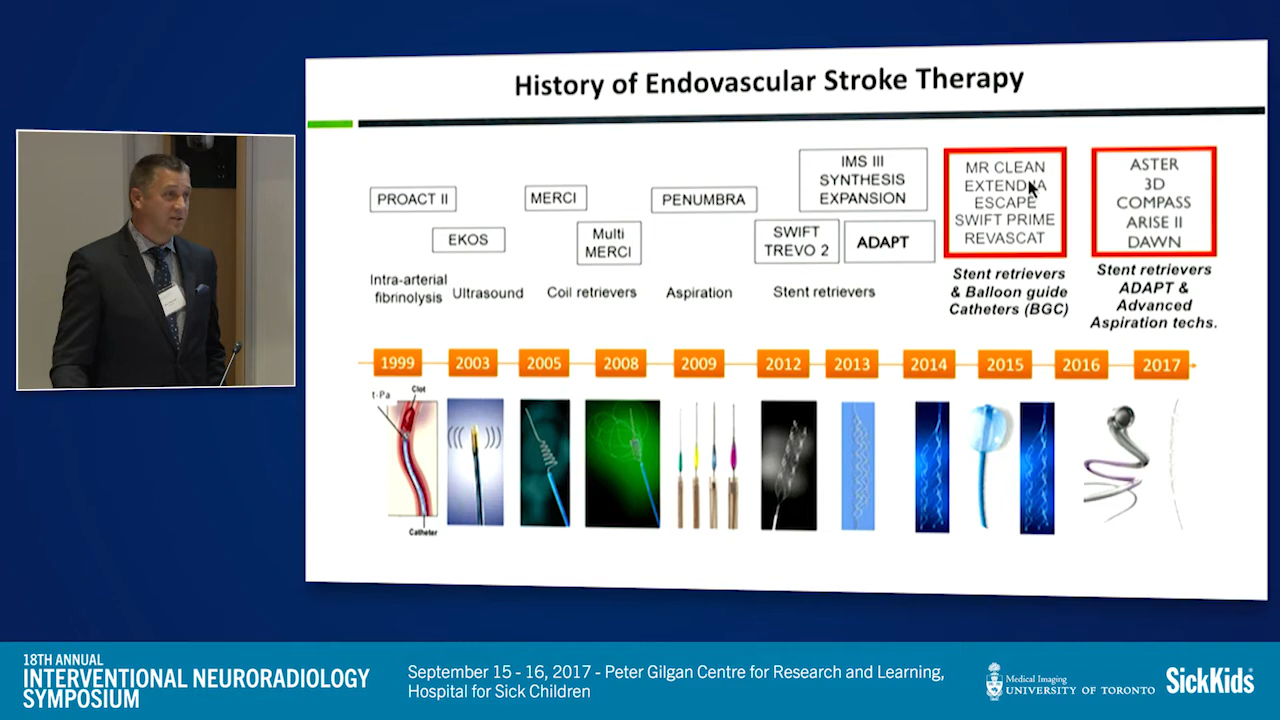 History of Endovascular Stroke Therapy
PROACT II
EKOS
MERCI
Multi
MERCI
PENUMBRA
IMS III
SYNTHESIS
EXPANSION
SWIFT
TREVO 2
ADAPT
MR CLEAN
EXTEND IA
ESCAPE
SWIFT PRIME
REVASCAT
ASTER
3D
COMPASS
ARISE II
DAWN
Intra-arterial
fibrinolysis
Ultrasound
Coil retrievers
Aspiration
Stent retrievers
Stent retrievers
& Balloon guide
Catheters (BGC)
Stent retrievers
ADAPT &
Advanced
Aspiration techs.
1999
2003
2005
2008
2009
2012
2013
2014
2015
2016
2017
t-Pa
Clot
Catheter
18TH ANNUAL
INTERVENTIONAL NEURORADIOLOGY
SYMPOSIUM
September 15 - 16, 2017 - Peter Gilgan Centre for Research and Learning,
Hospital for Sick Children
Medical Imaging
UNIVERSITY OF TORONTO
SickKids